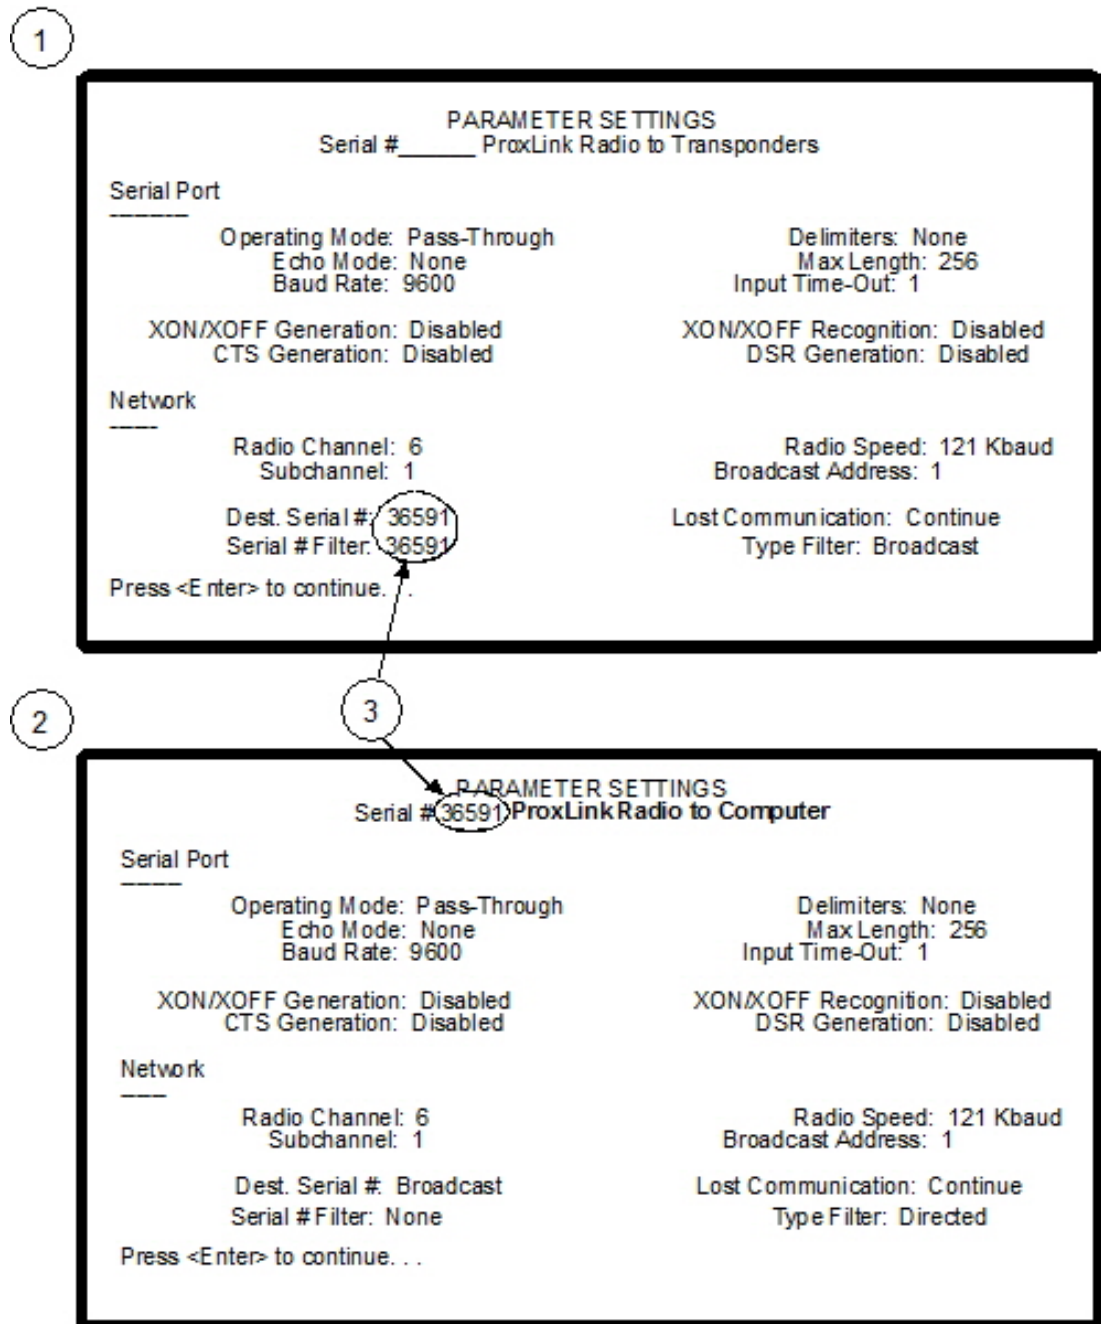 1
PARAMETER SETTINGS
Serial #______ ProxLink Radio to Transponders
Serial Port
-----------
Operating Mode: Pass-Through Delimiters: None
Echo Mode: None Max Length: 256
Baud Rate: 9600 Input Time-Out: 1
XON/XOFF Generation: Disabled XON/XOFF Recognition: Disabled
CTS Generation: Disabled DSR Generation: Disabled
Network
-------
Radio Channel: 6 Radio Speed: 121 Kbaud
Subchannel: 1 Broadcast Address: 1
Dest. Serial #: 36591 Lost Communication: Continue
Serial # Filter: 36591 Type Filter: Broadcast
Press <Enter> to continue. . .
2
3
PARAMETER SETTINGS
Serial # 36591 ProxLink Radio to Computer
Serial Port
---------
Operating Mode: Pass-Through Delimiters: None
Echo Mode: None Max Length: 256
Baud Rate: 9600 Input Time-Out: 1
XON/XOFF Generation: Disabled XON/XOFF Recognition: Disabled
CTS Generation: Disabled DSR Generation: Disabled
Network
-------
Radio Channel: 6 Radio Speed: 121 Kbaud
Subchannel: 1 Broadcast Address: 1
Dest. Serial #: Broadcast Lost Communication: Continue
Serial # Filter: None Type Filter: Directed
Press <Enter> to continue. . .